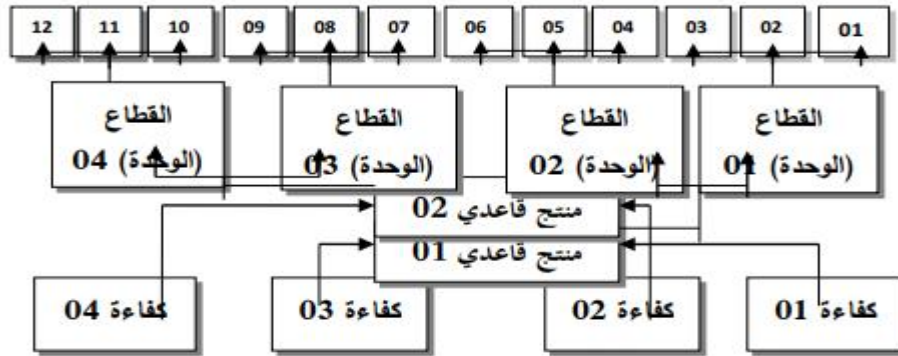 01
02
03
04
05
06
07
08
09
10
11
12
القطاع
(الوحدة) 01
القطاع
(الوحدة) 02
القطاع
(الوحدة) 03
القطاع
(الوحدة) 04
منتج قاعدي 02
منتج قاعدي 01
كفاءة 01
كفاءة 02
كفاءة 03
كفاءة 04